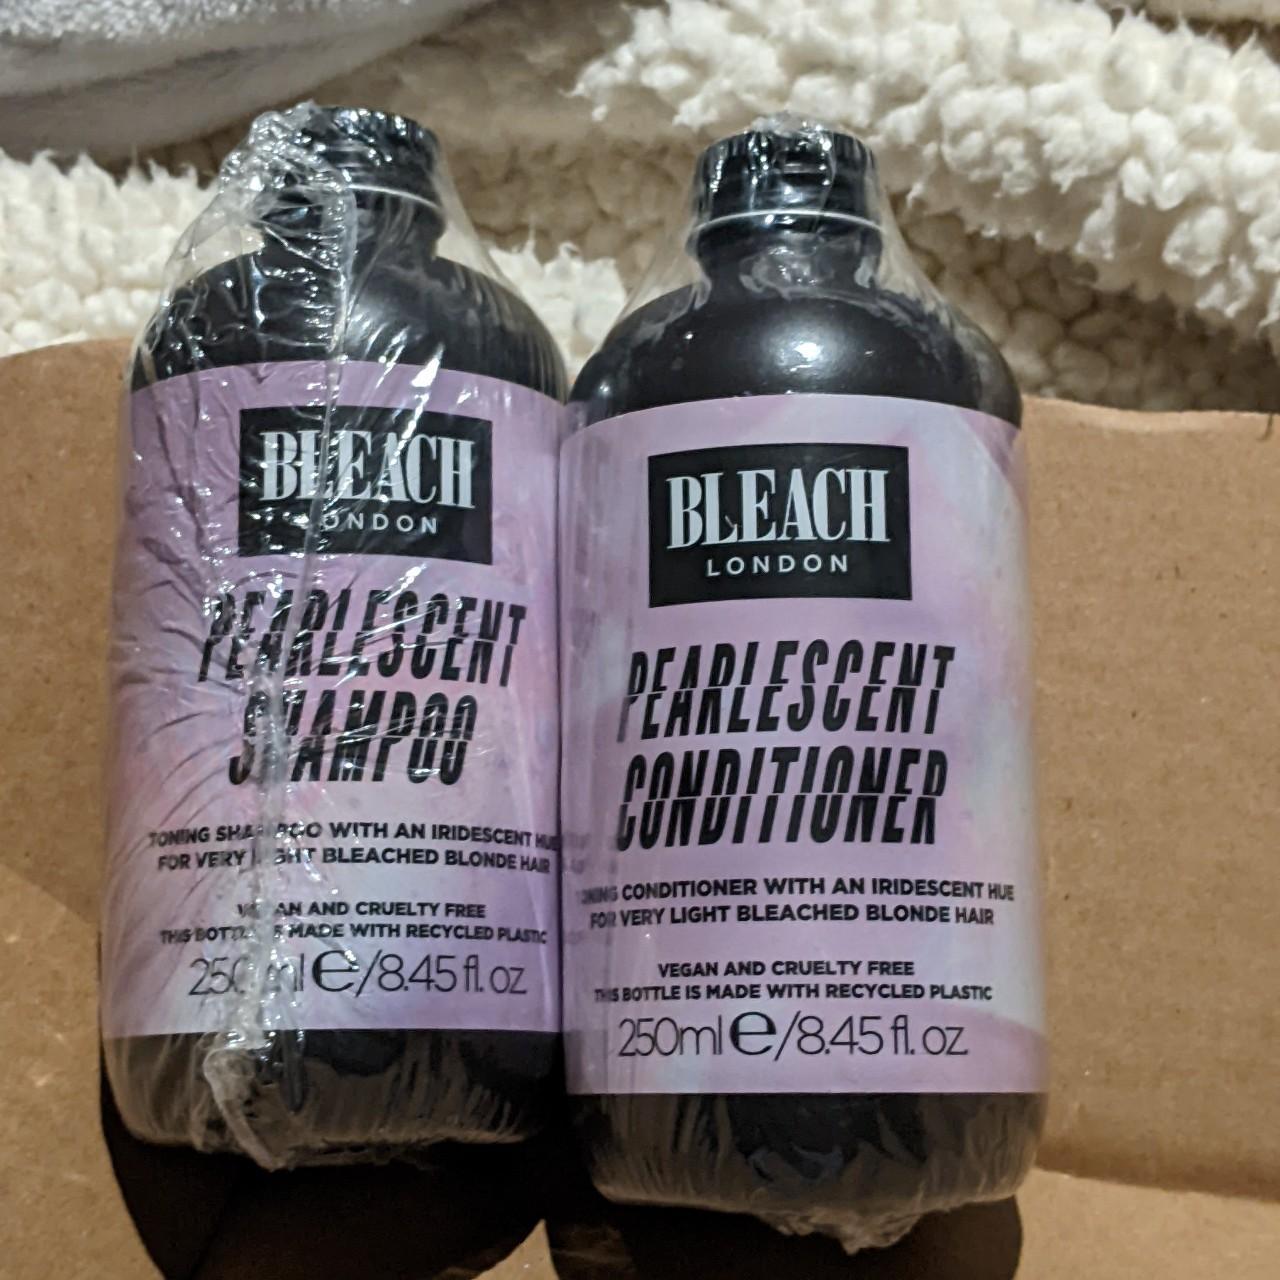 BLEACH
LONDON
PEARLESCENT
SHAMPOO
TONING SHAMPOO WITH AN IRIDESCENT HUE
FOR VERY LIGHT BLEACHED BLONDE HAIR
VEGAN AND CRUELTY FREE
THIS BOTTLE IS MADE WITH RECYCLED PLASTIC
250ml ℮/8.45 fl. oz
BLEACH
LONDON
PEARLESCENT
CONDITIONER
TONING CONDITIONER WITH AN IRIDESCENT HUE
FOR VERY LIGHT BLEACHED BLONDE HAIR
VEGAN AND CRUELTY FREE
THIS BOTTLE IS MADE WITH RECYCLED PLASTIC
250ml ℮/8.45 fl. oz